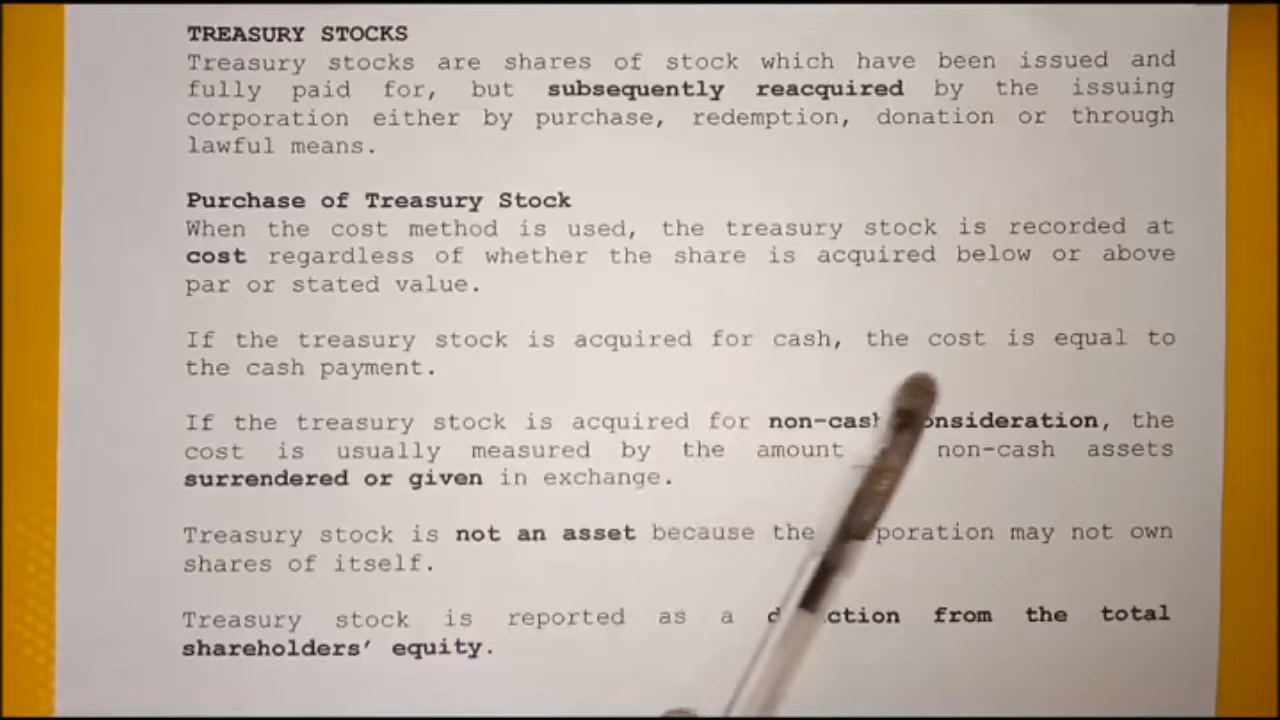 TREASURY STOCKS
Treasury stocks are shares of stock which have been issued and
fully paid for, but subsequently reacquired by the issuing
corporation either by purchase, redemption, donation or through
lawful means.
Purchase of Treasury Stock
When the cost method is used, the treasury stock is recorded at
cost regardless of whether the share is acquired below or above
par or stated value.
If the treasury stock is acquired for cash, the cost is equal to
the cash payment.
If the treasury stock is acquired for non-cash consideration, the
cost is usually measured by the amount non-cash assets
surrendered or given in exchange.
Treasury stock is not an asset because the corporation may not own
shares of itself.
Treasury stock is reported as a deduction from the total
shareholders' equity.